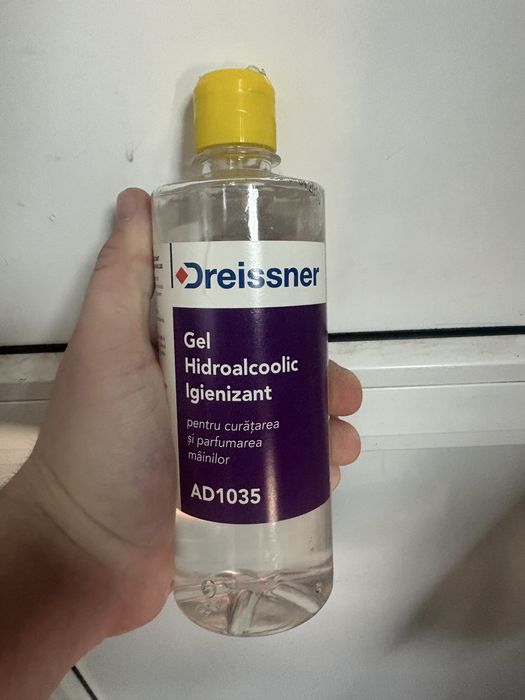 Dreissner
Gel
Hidroalcoolic
Igienizant
pentru curățarea
și parfumarea
mâinilor
AD1035